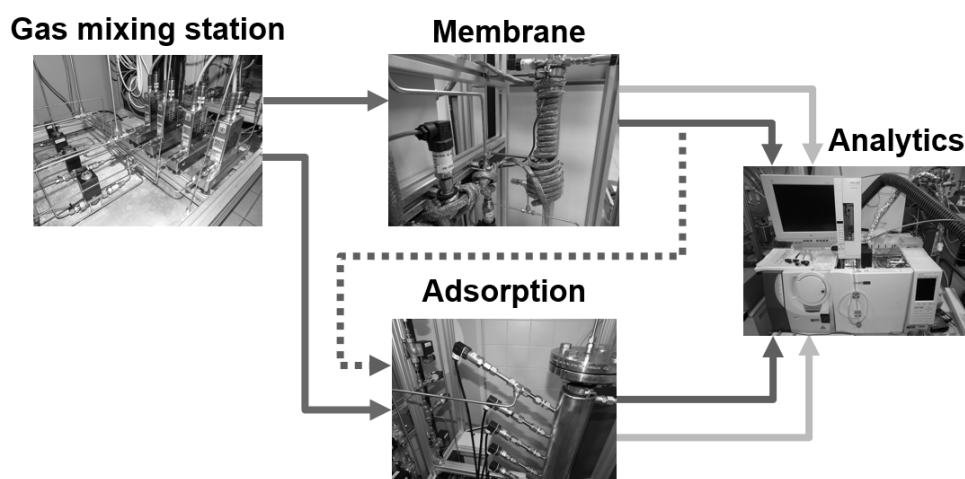 Gas mixing station
Membrane
Analytics
Adsorption